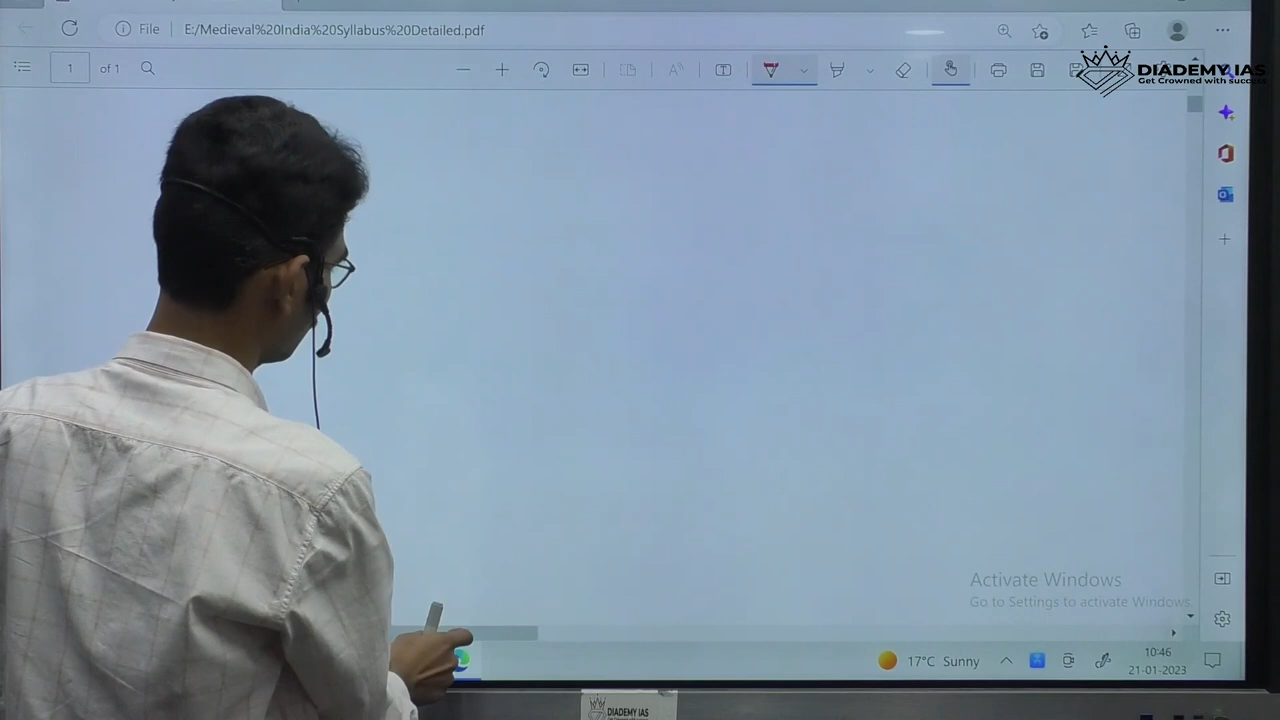 File E:/Medieval%20India%20Syllabus%20Detailed.pdf
1 of 1
DIADEMY IAS
Get Crowned with success
Activate Windows
Go to Settings to activate Windows.
17°C Sunny
10:46
21-01-2023
DIADEMY IAS